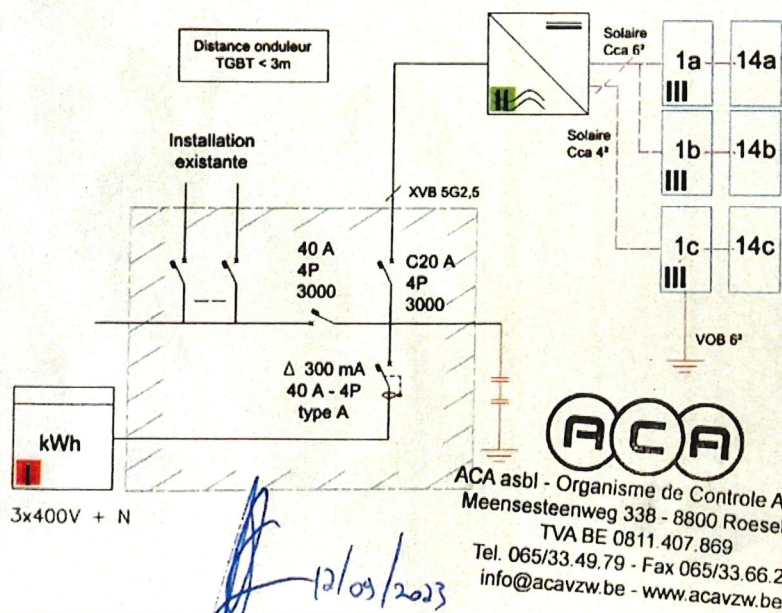 Distance onduleur
TGBT < 3m
Solaire
Cca 6²
1a
14a
Installation
existante
Solaire
Cca 4²
1b
14b
XVB 5G2,5
40 A
4P
3000
C20 A
4P
3000
1c
14c
VOB 6²
Δ 300 mA
40 A - 4P
type A
kWh
3x400V + N
ACA
ACA asbl - Organisme de Controle A
Meensesteenweg 338 - 8800 Roesel
TVA BE 0811.407.869
Tel. 065/33.49.79 - Fax 065/33.66.2
info@acavzw.be - www.acavzw.be
12/09/2023